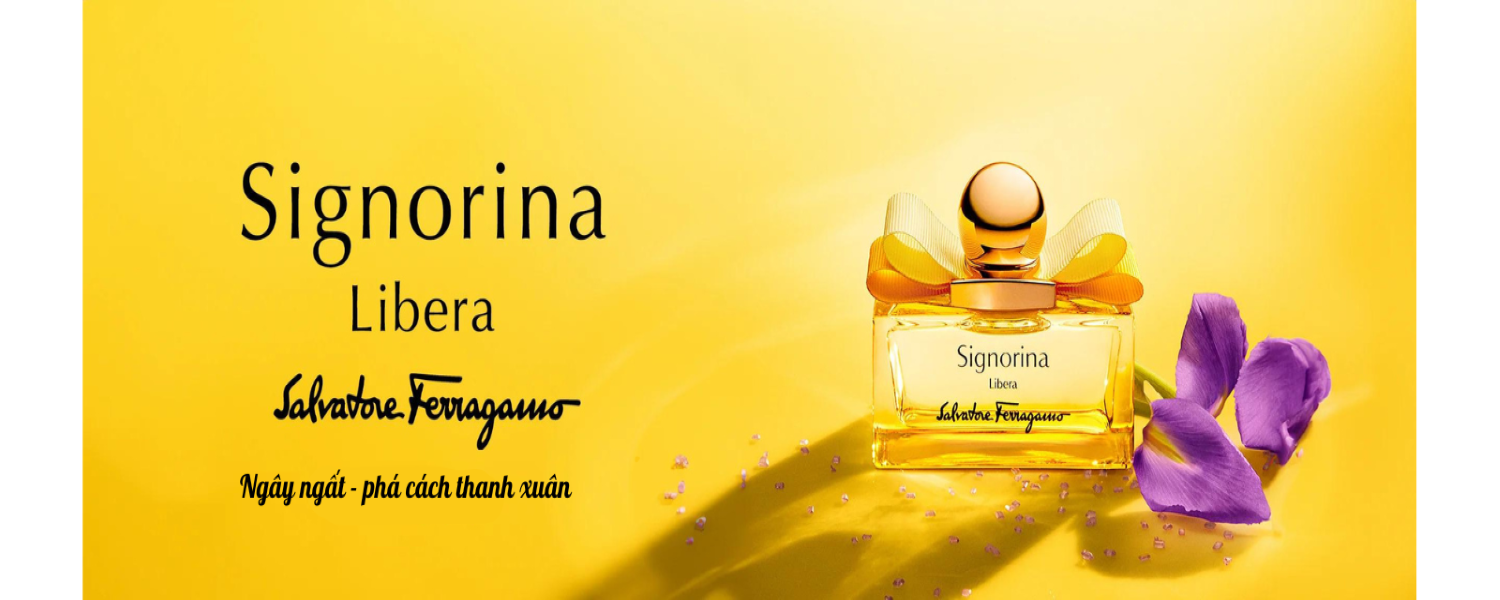 Signorina
Libera
Salvatore Ferragamo
Ngây ngất - phá cách thanh xuân
Signorina
Libera
Salvatore Ferragamo